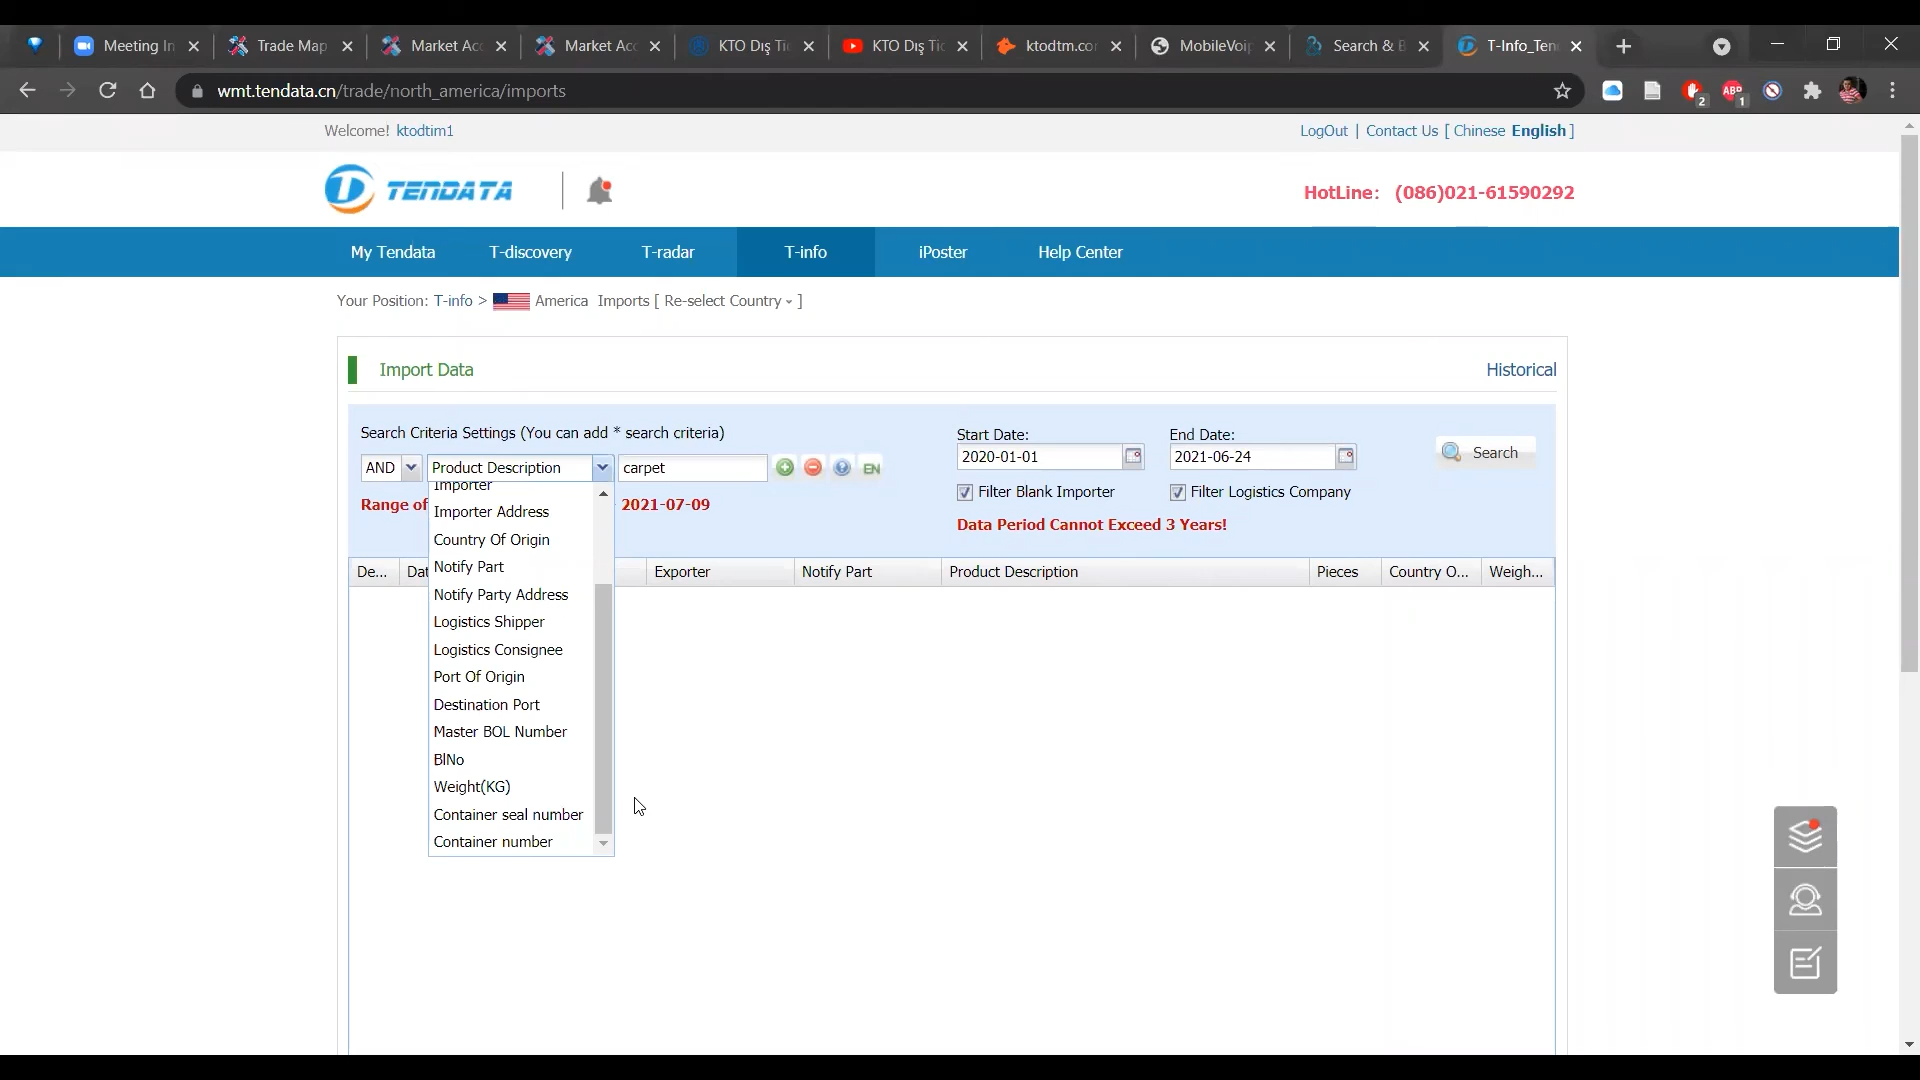 Meeting In
Trade Map
Market Acc
Market Acc
KTO Dış Tic
KTO Dış Tic
ktodtm.co
MobileVoip
Search & B
T-Info_Ten
wmt.tendata.cn/trade/north_america/imports
2
ABP
1
Welcome! ktodtim1
LogOut | Contact Us [ Chinese English ]
TENDATA
HotLine: (086)021-61590292
My Tendata
T-discovery
T-radar
T-info
iPoster
Help Center
Your Position: T-info > America Imports [ Re-select Country ]
Import Data
Historical
Search Criteria Settings (You can add * search criteria)
Start Date:
End Date:
AND
Product Description
carpet
EN
2020-01-01
2021-06-24
Search
Filter Blank Importer
Filter Logistics Company
Range of
2021-07-09
Data Period Cannot Exceed 3 Years!
Importer
Importer Address
Country Of Origin
Notify Part
Notify Party Address
Logistics Shipper
Logistics Consignee
Port Of Origin
Destination Port
Master BOL Number
BlNo
Weight(KG)
Container seal number
Container number
De...
Dat
Exporter
Notify Part
Product Description
Pieces
Country O...
Weigh...